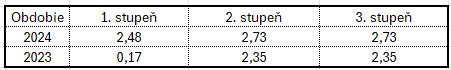 Obdobie 1. stupeň 2. stupeň 3. stupeň
2024 2,48 2,73 2,73
2023 0,17 2,35 2,35